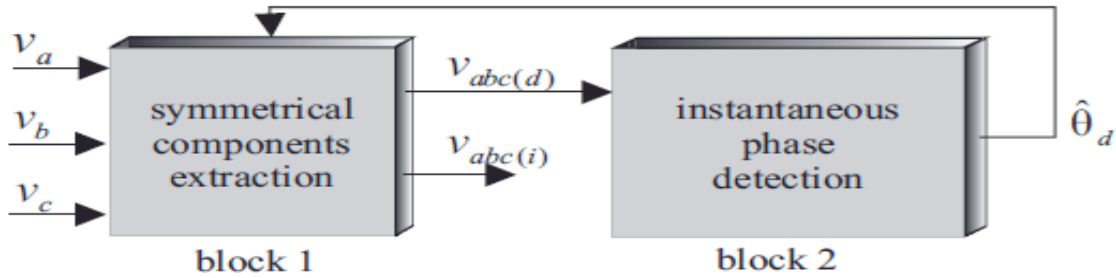 v_a
v_b
v_c
symmetrical
components
extraction
block 1
v_abc(d)
v_abc(i)
instantaneous
phase
detection
block 2
θ̂_d